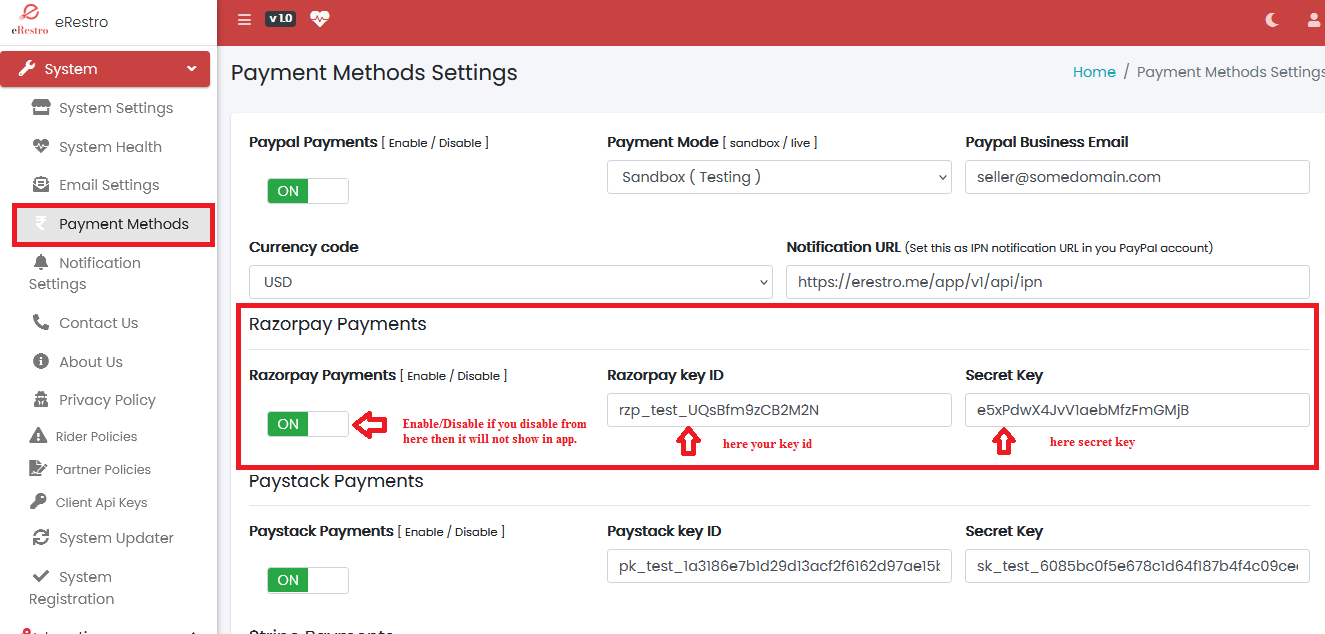 eRestro
eRestro
v 1.0
System
System Settings
System Health
Email Settings
Payment Methods
Notification
Settings
Contact Us
About Us
Privacy Policy
Rider Policies
Partner Policies
Client Api Keys
System Updater
System
Registration
Payment Methods Settings
Home / Payment Methods Settings
Paypal Payments [ Enable / Disable ]
Payment Mode [ sandbox / live ]
Paypal Business Email
ON
Sandbox ( Testing )
seller@somedomain.com
Currency code
Notification URL (Set this as IPN notification URL in you PayPal account)
USD
https://erestro.me/app/v1/api/ipn
Razorpay Payments
Razorpay Payments [ Enable / Disable ]
Razorpay key ID
Secret Key
ON
Enable/Disable if you disable from
here then it will not show in app.
rzp_test_UQsBfm9zCB2M2N
here your key id
e5xPdwX4JvV1aebMfzFmGMjB
here secret key
Paystack Payments
Paystack Payments [ Enable / Disable ]
Paystack key ID
Secret Key
ON
pk_test_1a3186e7b1d29d13acf2f6162d97ae15b
sk_test_6085bc0f5e678c1d64f187b4f4c09cec
Stripe Payments